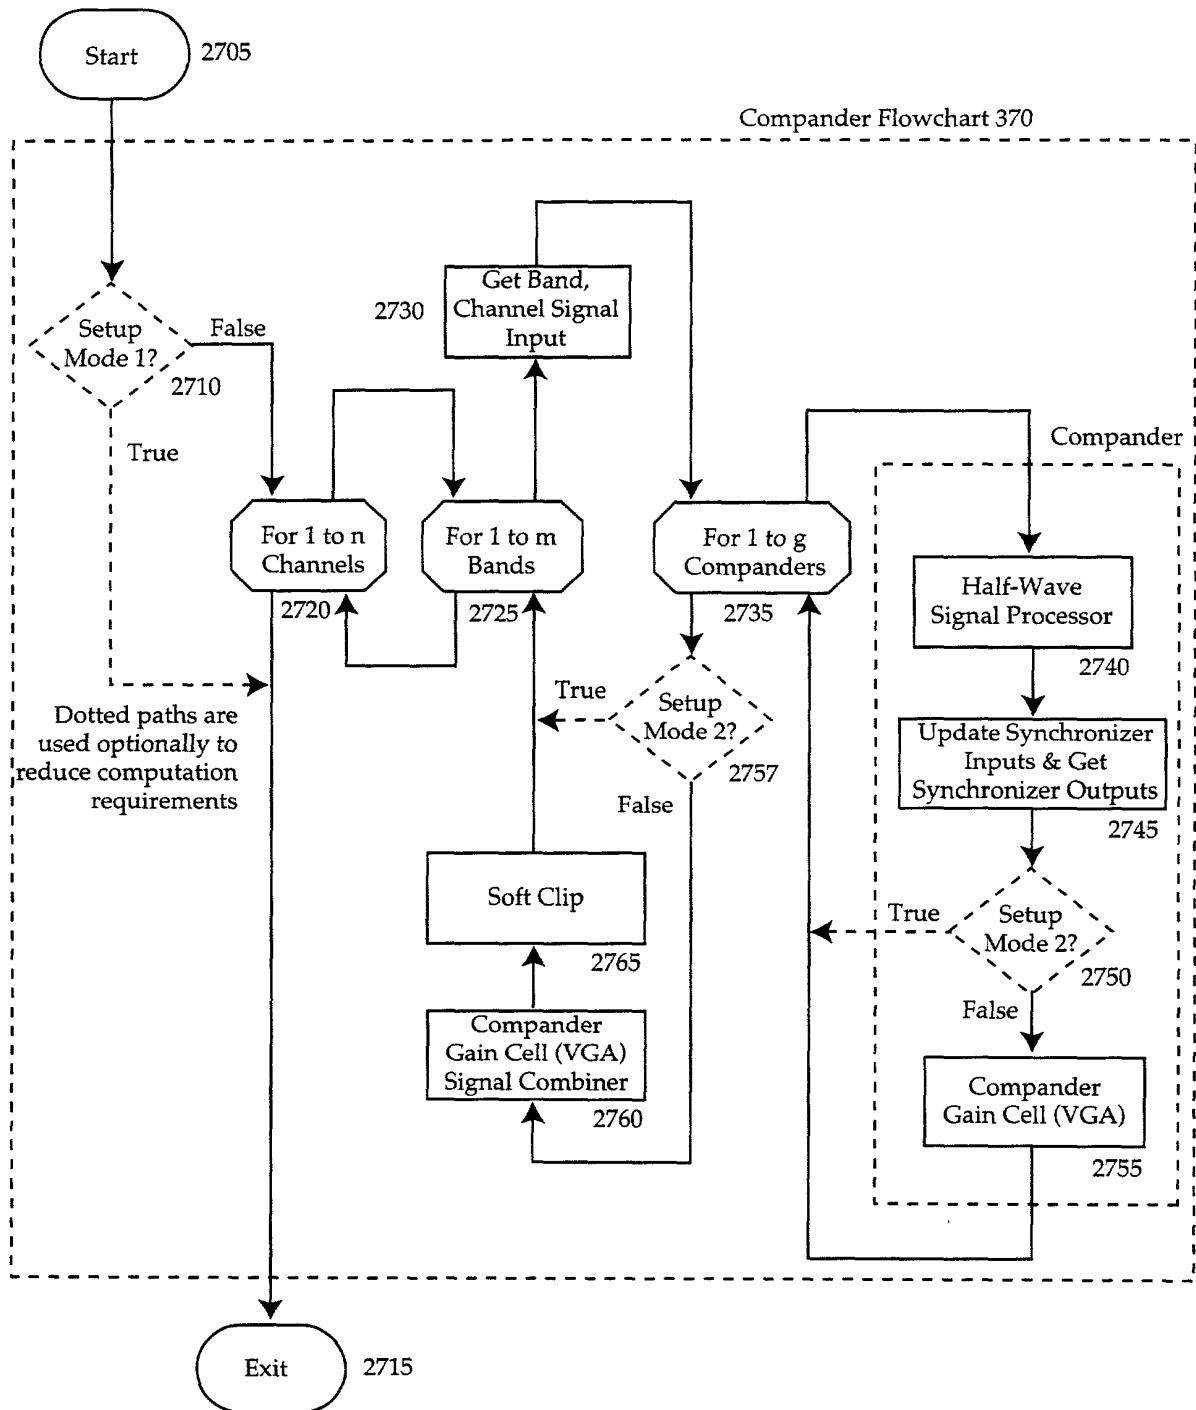 Start
2705
Compander Flowchart 370
Get Band,
Channel Signal
Input
2730
Setup
Mode 1?
2710
False
True
Compander
For 1 to n
Channels
2720
For 1 to m
Bands
2725
For 1 to g
Companders
2735
Half-Wave
Signal Processor
2740
Dotted paths are
used optionally to
reduce computation
requirements
True
Setup
Mode 2?
2757
False
Update Synchronizer
Inputs & Get
Synchronizer Outputs
2745
Soft Clip
2765
True
Setup
Mode 2?
2750
False
Compander
Gain Cell (VGA)
Signal Combiner
2760
Compander
Gain Cell (VGA)
2755
Exit
2715